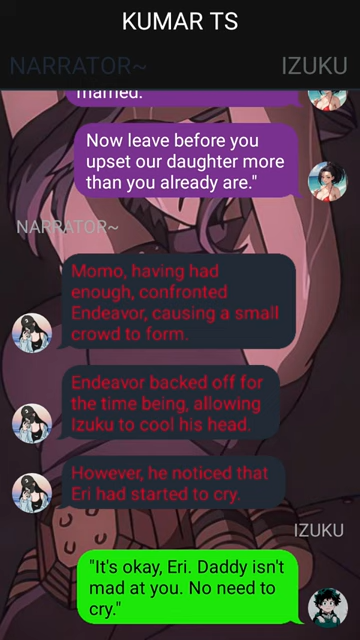 KUMAR TS
NARRATOR~
IZUKU
married.
Now leave before you
upset our daughter more
than you already are."
NARRATOR~
Momo, having had
enough, confronted
Endeavor, causing a small
crowd to form.
Endeavor backed off for
the time being, allowing
Izuku to cool his head.
However, he noticed that
Eri had started to cry.
IZUKU
"It's okay, Eri. Daddy isn't
mad at you. No need to
cry."